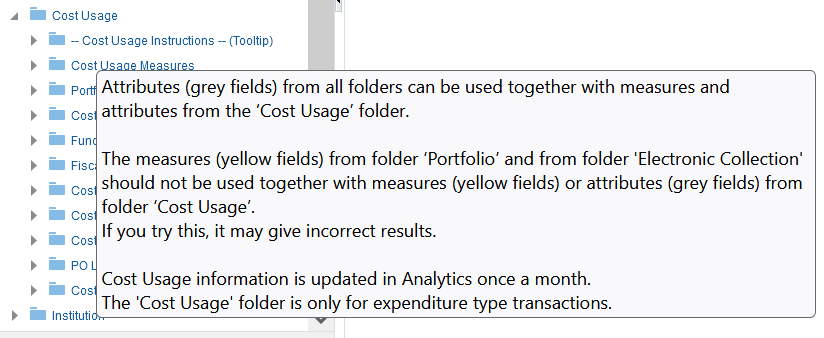 Cost Usage
-- Cost Usage Instructions -- (Tooltip)
Cost Usage Measures
Portf
Cost
Func
Fisca
Cost
Cost
Cost
PO L
Cost
Institution
Attributes (grey fields) from all folders can be used together with measures and
attributes from the ‘Cost Usage’ folder.
The measures (yellow fields) from folder ‘Portfolio’ and from folder 'Electronic Collection'
should not be used together with measures (yellow fields) or attributes (grey fields) from
folder ‘Cost Usage’.
If you try this, it may give incorrect results.
Cost Usage information is updated in Analytics once a month.
The 'Cost Usage' folder is only for expenditure type transactions.